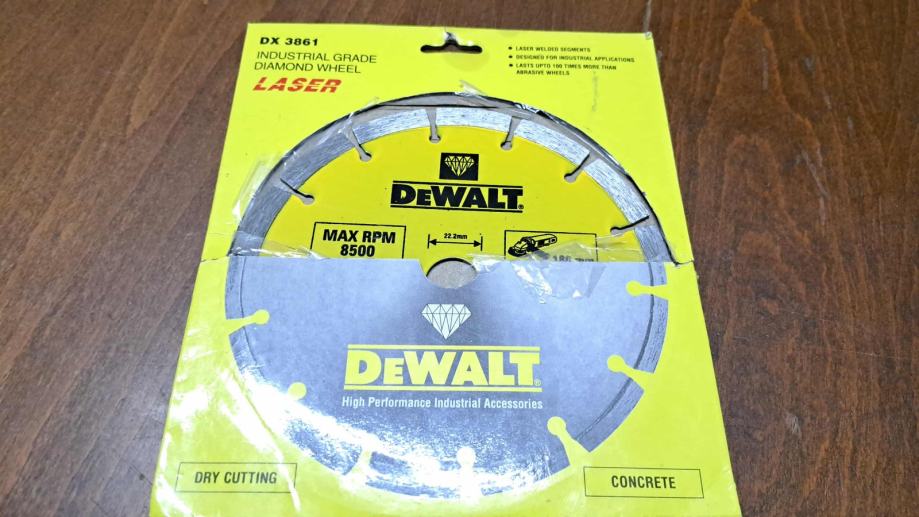 DX 3861
INDUSTRIAL GRADE
DIAMOND WHEEL
LASER
• LASER WELDED SEGMENTS
• DESIGNED FOR INDUSTRIAL APPLICATIONS
• LASTS UPTO 100 TIMES MORE THAN
ABRASIVE WHEELS
DEWALT®
MAX RPM
8500
22.2mm
DEWALT®
High Performance Industrial Accessories
DRY CUTTING
CONCRETE